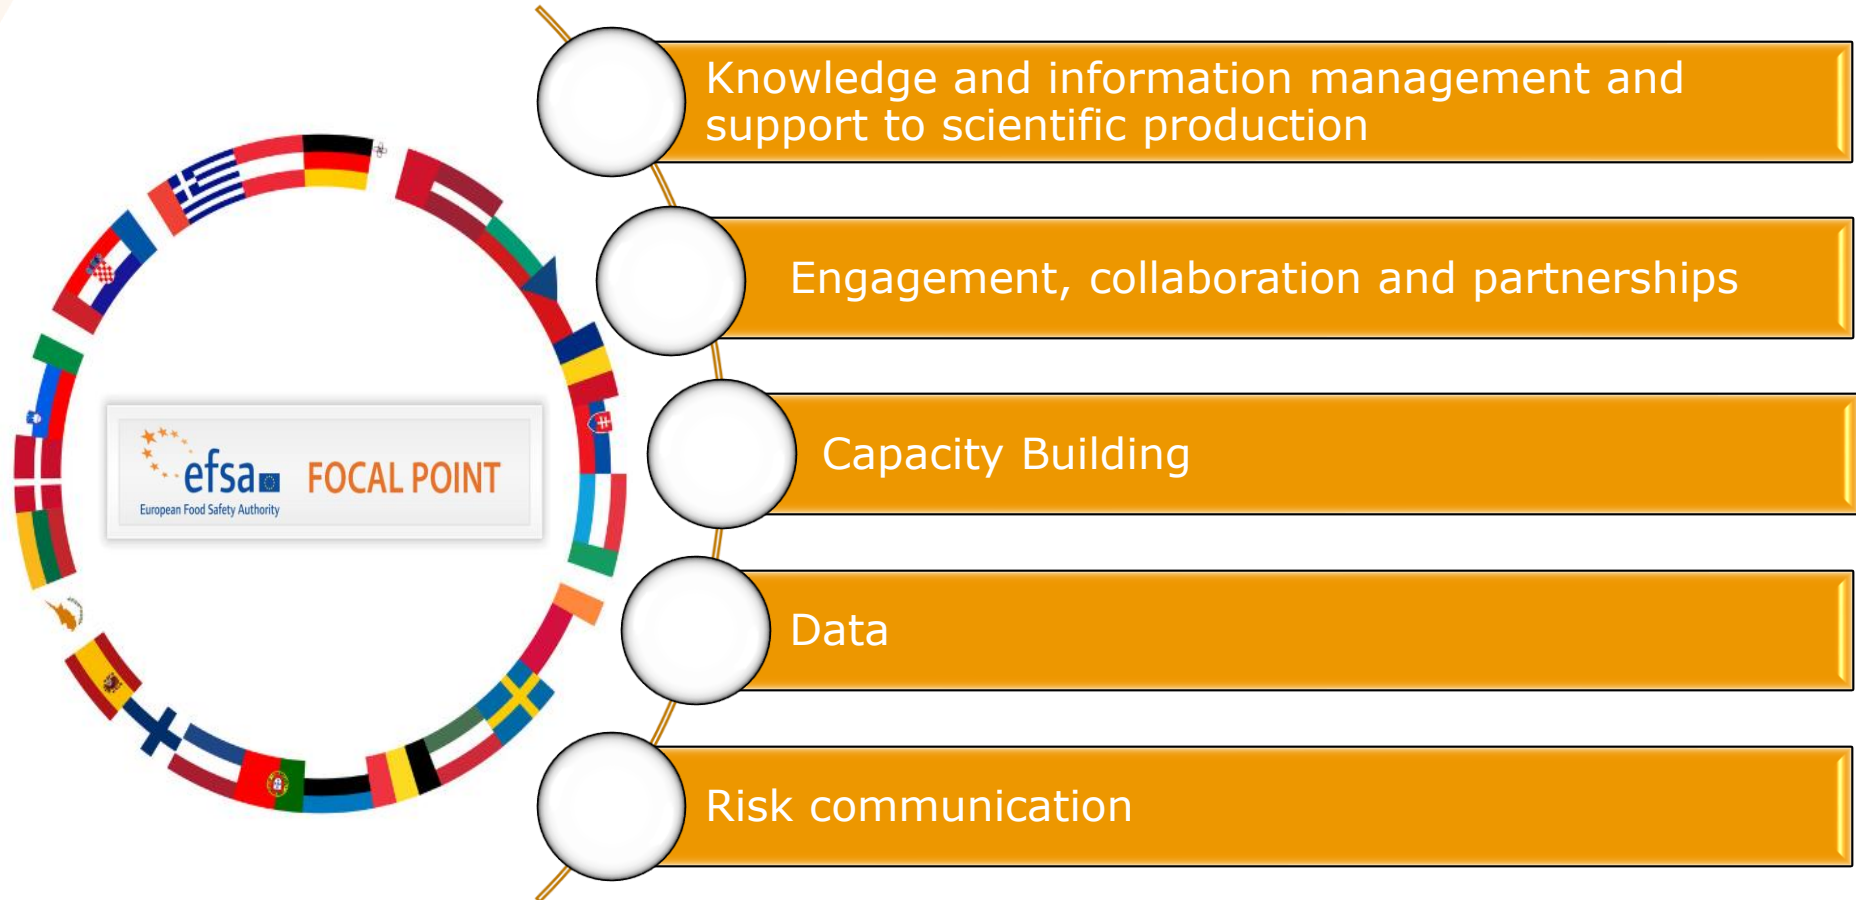 Knowledge and information management and
support to scientific production
Engagement, collaboration and partnerships
Capacity Building
Data
Risk communication
efsa FOCAL POINT
European Food Safety Authority